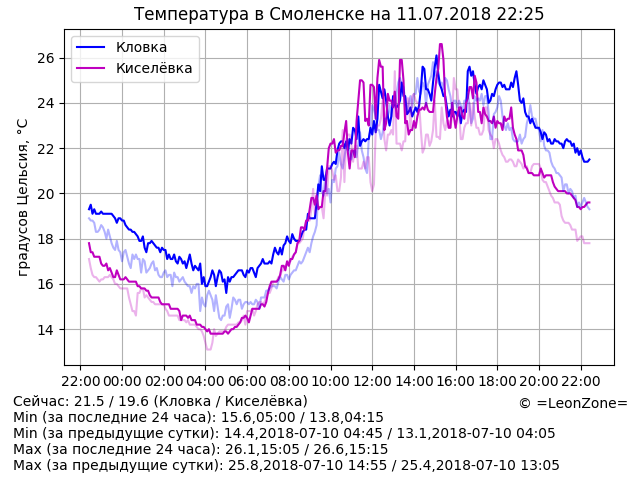 Температура в Смоленске на 11.07.2018 22:25
Кловка
Киселёвка
градусов Цельсия, °C
26
24
22
20
18
16
14
22:00 00:00 02:00 04:00 06:00 08:00 10:00 12:00 14:00 16:00 18:00 20:00 22:00
Сейчас: 21.5 / 19.6 (Кловка / Киселёвка)
© =LeonZone=
Min (за последние 24 часа): 15.6,05:00 / 13.8,04:15
Min (за предыдущие сутки): 14.4,2018-07-10 04:45 / 13.1,2018-07-10 04:05
Max (за последние 24 часа): 26.1,15:05 / 26.6,15:15
Max (за предыдущие сутки): 25.8,2018-07-10 14:55 / 25.4,2018-07-10 13:05